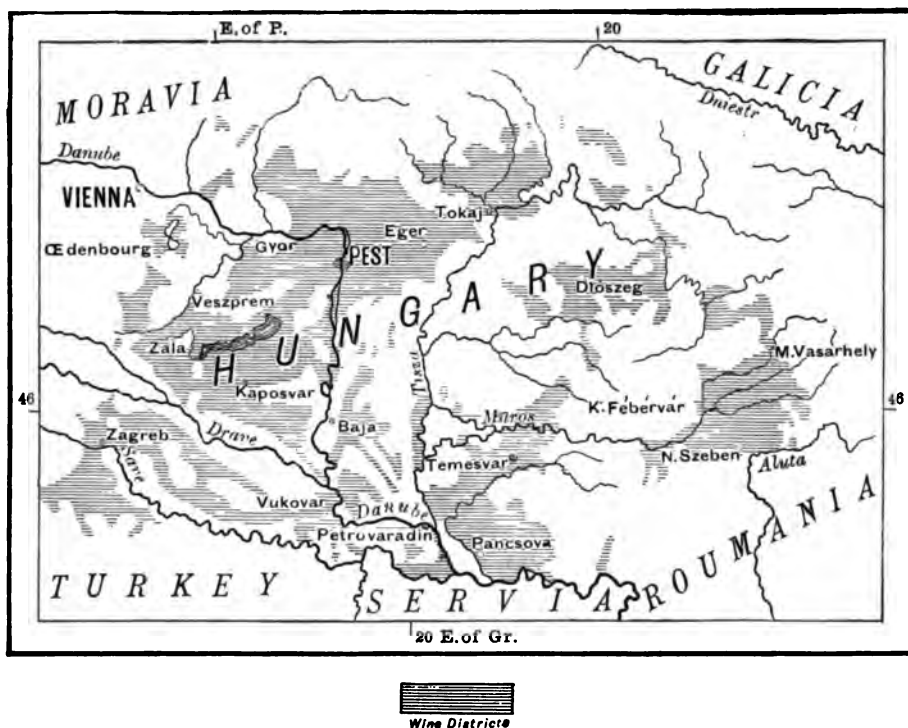 E. of P.
20
MORAVIA
GALICIA
Dniestr
Danube
VIENNA
Tokaj
Œdenbourg
Gyor
Eger
PEST
HUNGARY
Dioszeg
Veszprem
Zala
M. Vasarhely
Kaposvar
Tisza
K. Fèbérvár
46
46
Maros
Baja
Zagreb
Drave
Save
Temesvar
N. Szeben
Aluta
Vukovar
Danube
Petrovaradin
Pancsova
TURKEY
SERVIA
ROUMANIA
20 E. of Gr.
Wine Districts